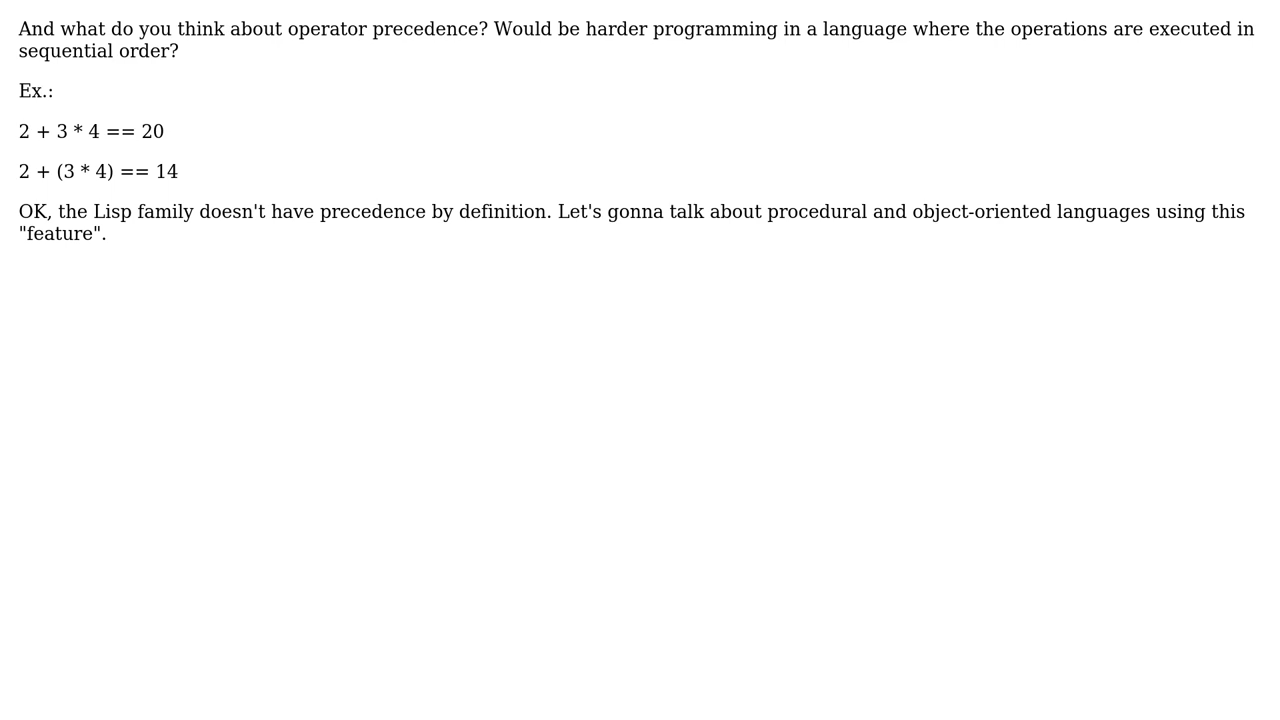 And what do you think about operator precedence? Would be harder programming in a language where the operations are executed in
sequential order?
Ex.:
2 + 3 * 4 == 20
2 + (3 * 4) == 14
OK, the Lisp family doesn't have precedence by definition. Let's gonna talk about procedural and object-oriented languages using this
"feature".